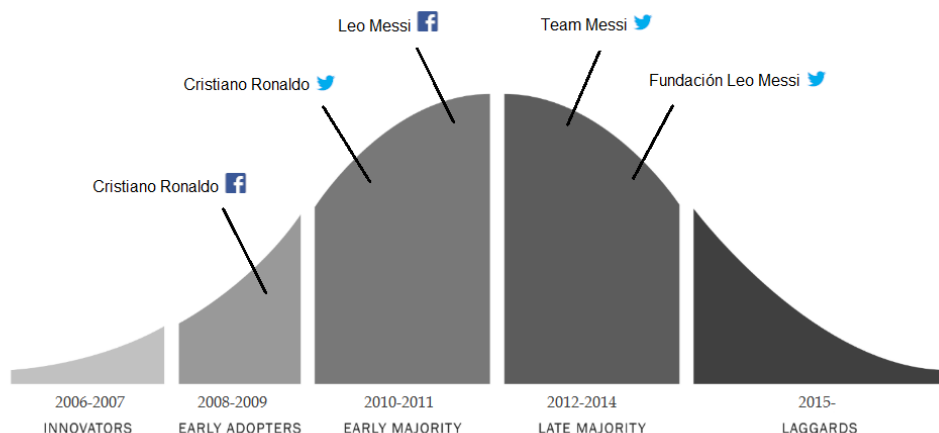 Leo Messi
Team Messi
Cristiano Ronaldo
Fundación Leo Messi
Cristiano Ronaldo
2006-2007
2008-2009
2010-2011
2012-2014
2015-
INNOVATORS
EARLY ADOPTERS
EARLY MAJORITY
LATE MAJORITY
LAGGARDS